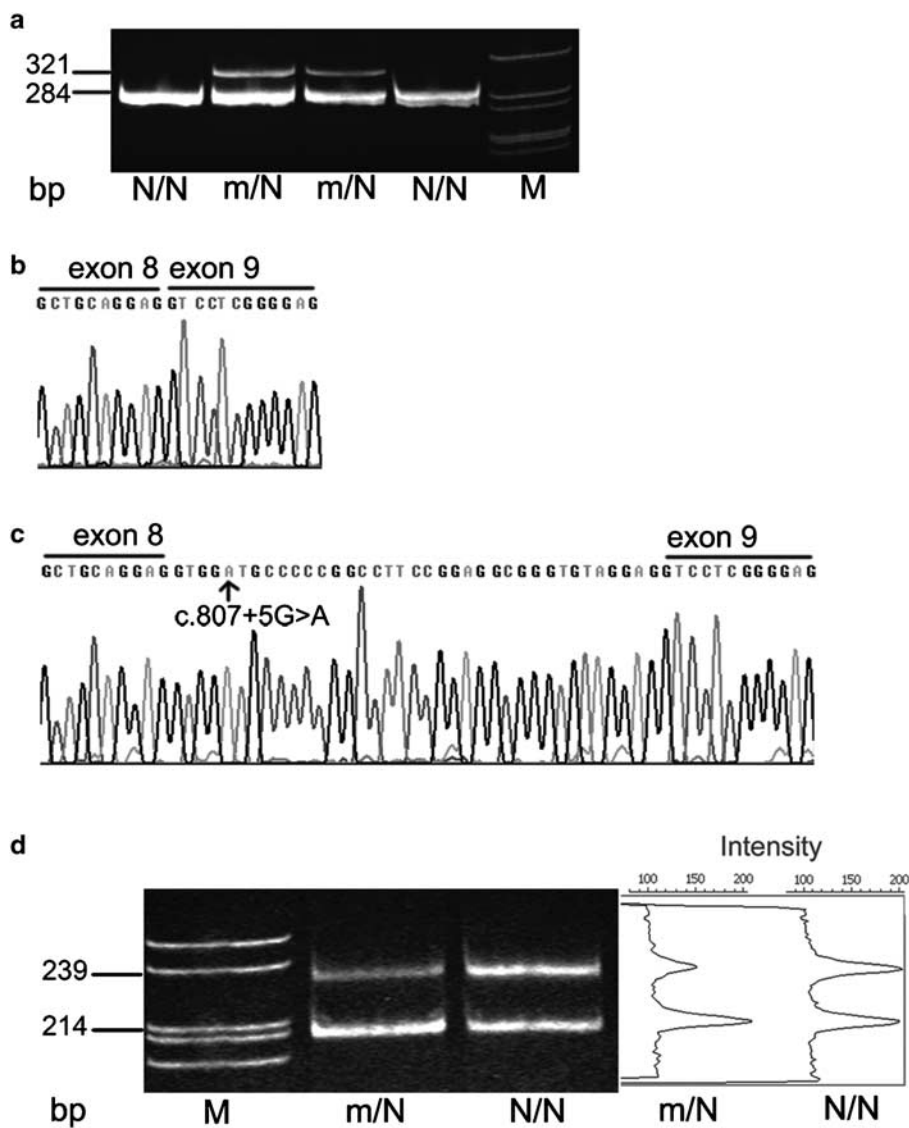 a
321
284
bp N/N m/N m/N N/N M
b
exon 8 exon 9
GCTGCAGGAGGTCCTCGGGGAG
c
exon 8 exon 9
GCTGCAGGAGGTGGATGCCCCCGGCCTTCCGGAGGCGGGTGTAGGAGGTCCTCGGGGAG
c.807+5G>A
d
Intensity
100 150 200 100 150 200
239
214
bp M m/N N/N m/N N/N